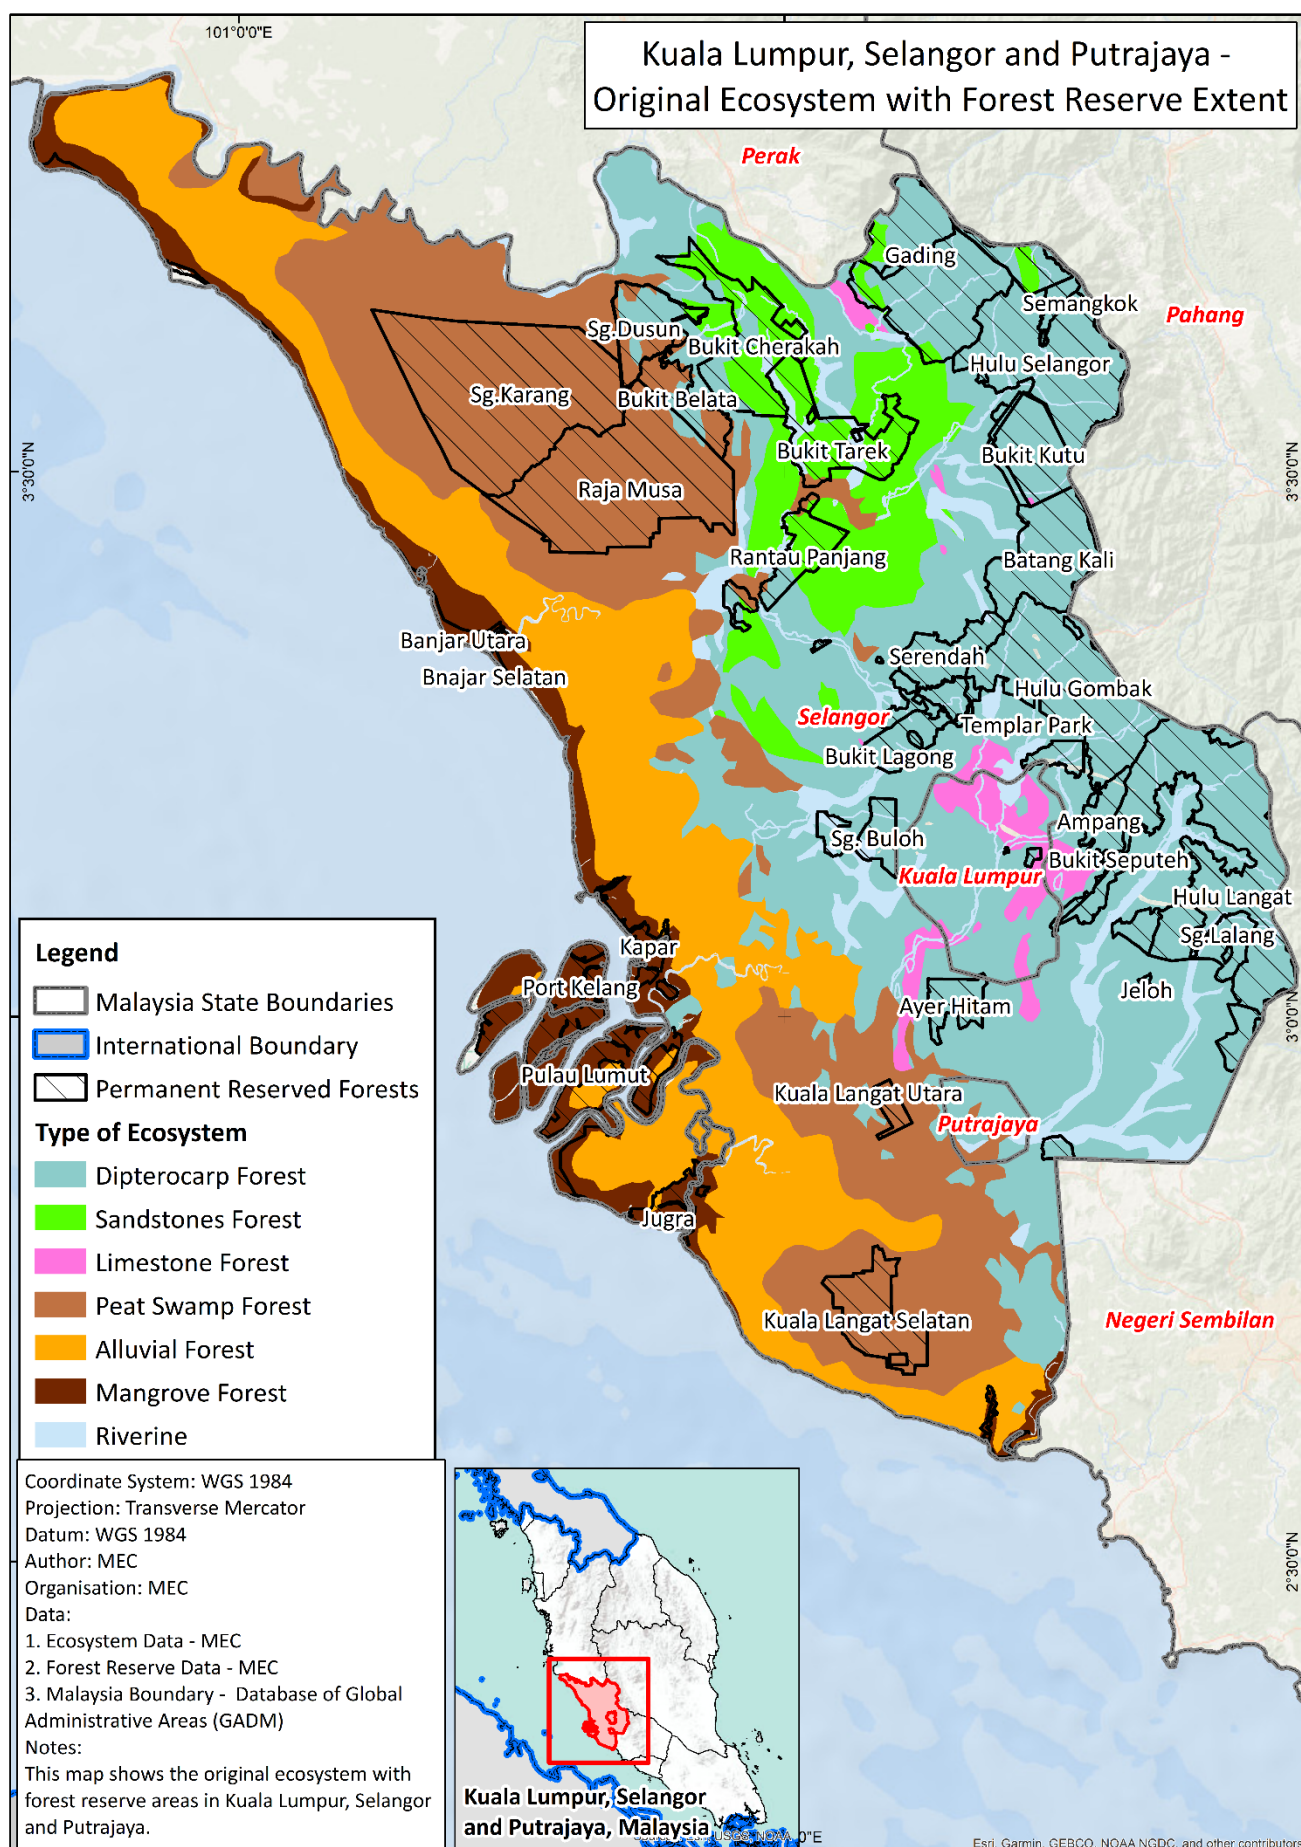 101°0'0"E
Kuala Lumpur, Selangor and Putrajaya -
Original Ecosystem with Forest Reserve Extent
Perak
Gading
Semangkok
Pahang
Sg.Dusun
Bukit Cherakah
Hulu Selangor
Sg.Karang
Bukit Belata
Bukit Tarek
Bukit Kutu
3°30'0"N
3°30'0"N
Raja Musa
Rantau Panjang
Batang Kali
Banjar Utara
Serendah
Bnajar Selatan
Hulu Gombak
Selangor
Templar Park
Bukit Lagong
Ampang
Sg. Buloh
Bukit Seputeh
Kuala Lumpur
Hulu Langat
Sg.Lalang
Kapar
Port Kelang
Jeloh
Ayer Hitam
3°0'0"N
Pulau Lumut
Kuala Langat Utara
Putrajaya
Jugra
Kuala Langat Selatan
Negeri Sembilan
2°30'0"N
Legend
Malaysia State Boundaries
International Boundary
Permanent Reserved Forests
Type of Ecosystem
Dipterocarp Forest
Sandstones Forest
Limestone Forest
Peat Swamp Forest
Alluvial Forest
Mangrove Forest
Riverine
Coordinate System: WGS 1984
Projection: Transverse Mercator
Datum: WGS 1984
Author: MEC
Organisation: MEC
Data:
1. Ecosystem Data - MEC
2. Forest Reserve Data - MEC
3. Malaysia Boundary - Database of Global
Administrative Areas (GADM)
Notes:
This map shows the original ecosystem with
forest reserve areas in Kuala Lumpur, Selangor
and Putrajaya.
Kuala Lumpur, Selangor
and Putrajaya, Malaysia
USGS, NOAA
0"E
Esri, Garmin, GEBCO, NOAA NGDC, and other contributors